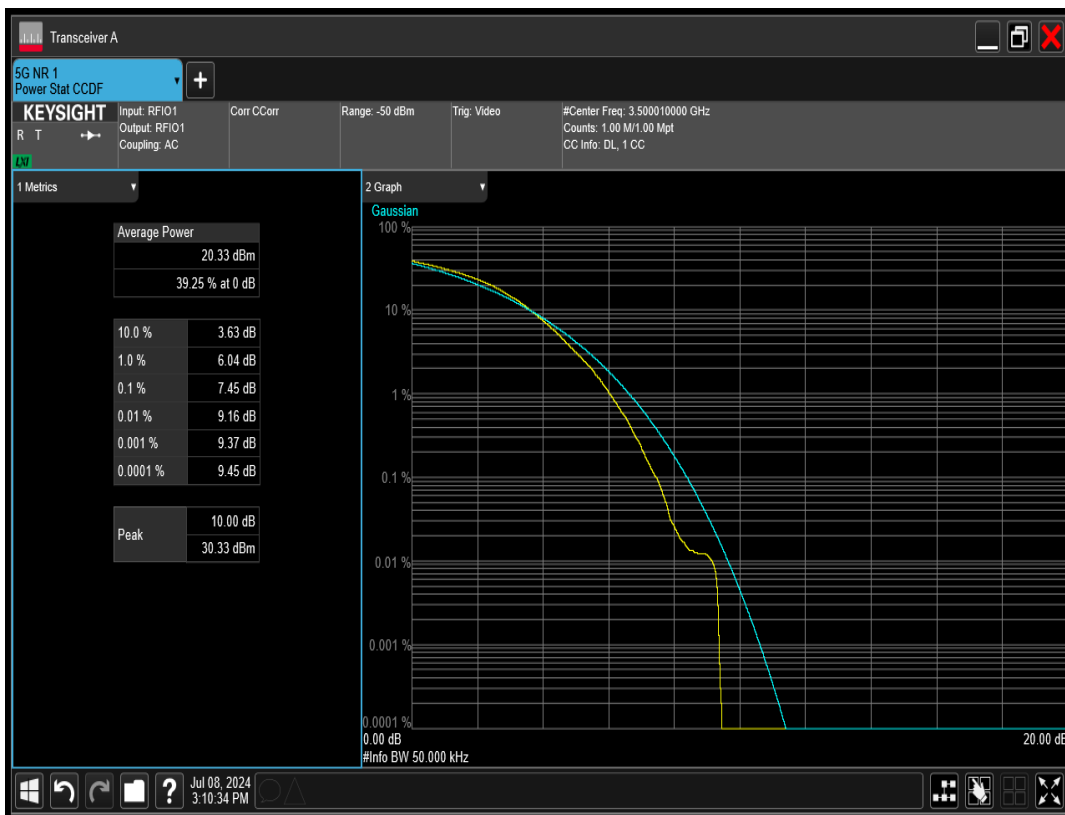 Transceiver A
5G NR 1
Power Stat CCDF
+
KEYSIGHT
R T
LXI
Input: RFIO1
Output: RFIO1
Coupling: AC
Corr CCorr
Range: -50 dBm
Trig: Video
#Center Freq: 3.500010000 GHz
Counts: 1.00 M/1.00 Mpt
CC Info: DL, 1 CC
1 Metrics
Average Power
20.33 dBm
39.25 % at 0 dB
10.0 % 3.63 dB
1.0 % 6.04 dB
0.1 % 7.45 dB
0.01 % 9.16 dB
0.001 % 9.37 dB
0.0001 % 9.45 dB
Peak
10.00 dB
30.33 dBm
2 Graph
Gaussian
100 %
10 %
1 %
0.1 %
0.01 %
0.001 %
0.0001 %
0.00 dB 20.00 dB
#Info BW 50.000 kHz
?
Jul 08, 2024
3:10:34 PM